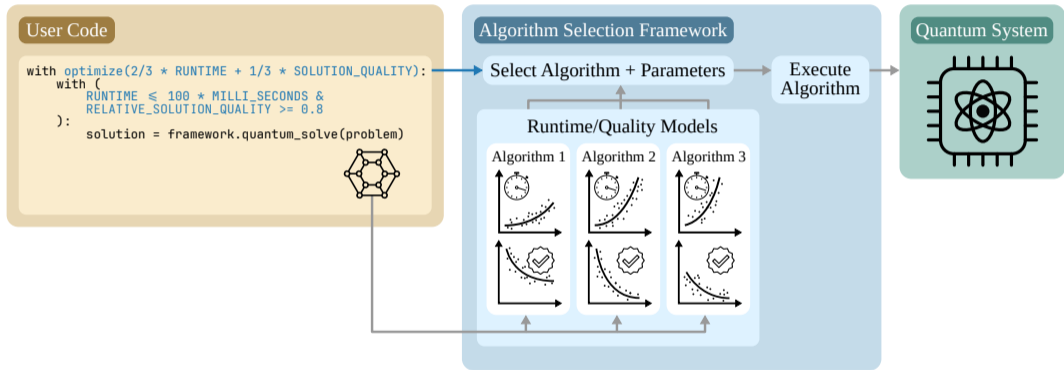 User Code
with optimize(2/3 * RUNTIME + 1/3 * SOLUTION_QUALITY):
with (
RUNTIME ⩽ 100 * MILLI_SECONDS &
RELATIVE_SOLUTION_QUALITY >= 0.8
):
solution = framework.quantum_solve(problem)
Algorithm Selection Framework
Select Algorithm + Parameters
Execute
Algorithm
Runtime/Quality Models
Algorithm 1
Algorithm 2
Algorithm 3
Quantum System